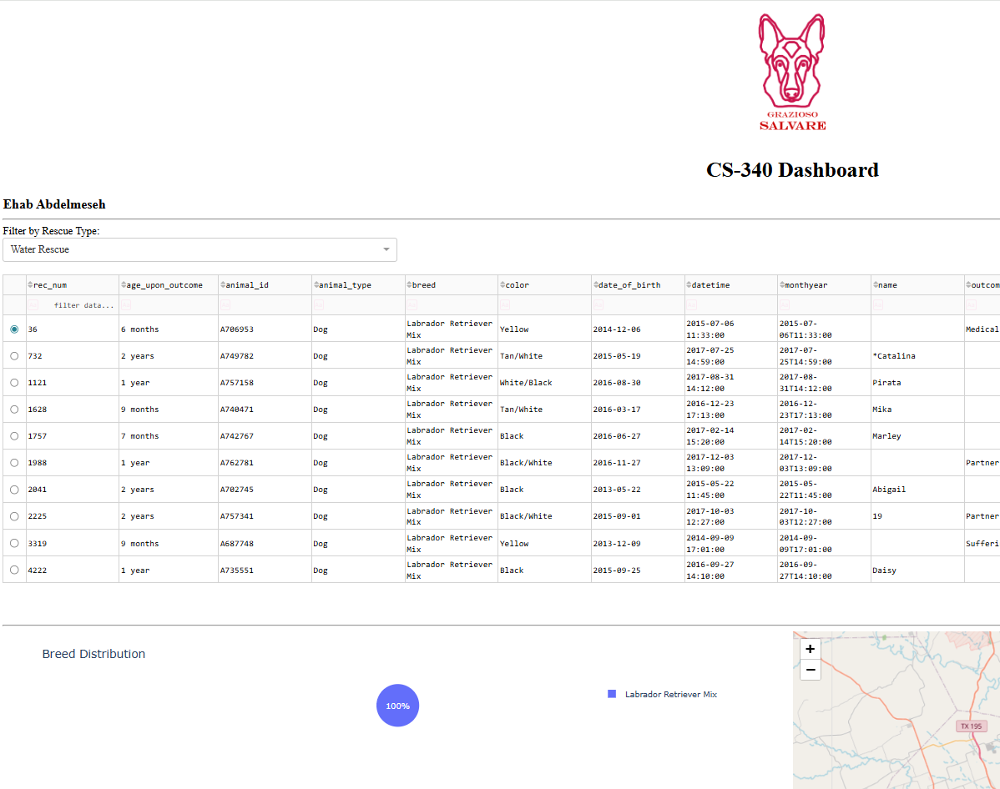 GRAZIOSO
SALVARE
CS-340 Dashboard
Ehab Abdelmeseh
Filter by Rescue Type:
Water Rescue
rec_num age_upon_outcome animal_id animal_type breed color date_of_birth datetime monthyear name outcom
filter data...
36 6 months A706953 Dog Labrador Retriever Mix Yellow 2014-12-06 2015-07-06 11:33:00 2015-07-06T11:33:00 Medical
732 2 years A749782 Dog Labrador Retriever Mix Tan/White 2015-05-19 2017-07-25 14:59:00 2017-07-25T14:59:00 *Catalina
1121 1 year A757158 Dog Labrador Retriever Mix White/Black 2016-08-30 2017-08-31 14:12:00 2017-08-31T14:12:00 Pirata
1628 9 months A740471 Dog Labrador Retriever Mix Tan/White 2016-03-17 2016-12-23 17:13:00 2016-12-23T17:13:00 Mika
1757 7 months A742767 Dog Labrador Retriever Mix Black 2016-06-27 2017-02-14 15:20:00 2017-02-14T15:20:00 Marley
1988 1 year A762781 Dog Labrador Retriever Mix Black/White 2016-11-27 2017-12-03 13:09:00 2017-12-03T13:09:00 Partner
2041 2 years A702745 Dog Labrador Retriever Mix Black 2013-05-22 2015-05-22 11:45:00 2015-05-22T11:45:00 Abigail
2225 2 years A757341 Dog Labrador Retriever Mix Black/White 2015-09-01 2017-10-03 12:27:00 2017-10-03T12:27:00 19 Partner
3319 9 months A687748 Dog Labrador Retriever Mix Yellow 2013-12-09 2014-09-09 17:01:00 2014-09-09T17:01:00 Sufferi
4222 1 year A735551 Dog Labrador Retriever Mix Black 2015-09-25 2016-09-27 14:10:00 2016-09-27T14:10:00 Daisy
Breed Distribution
100%
Labrador Retriever Mix
+
−
TX 195